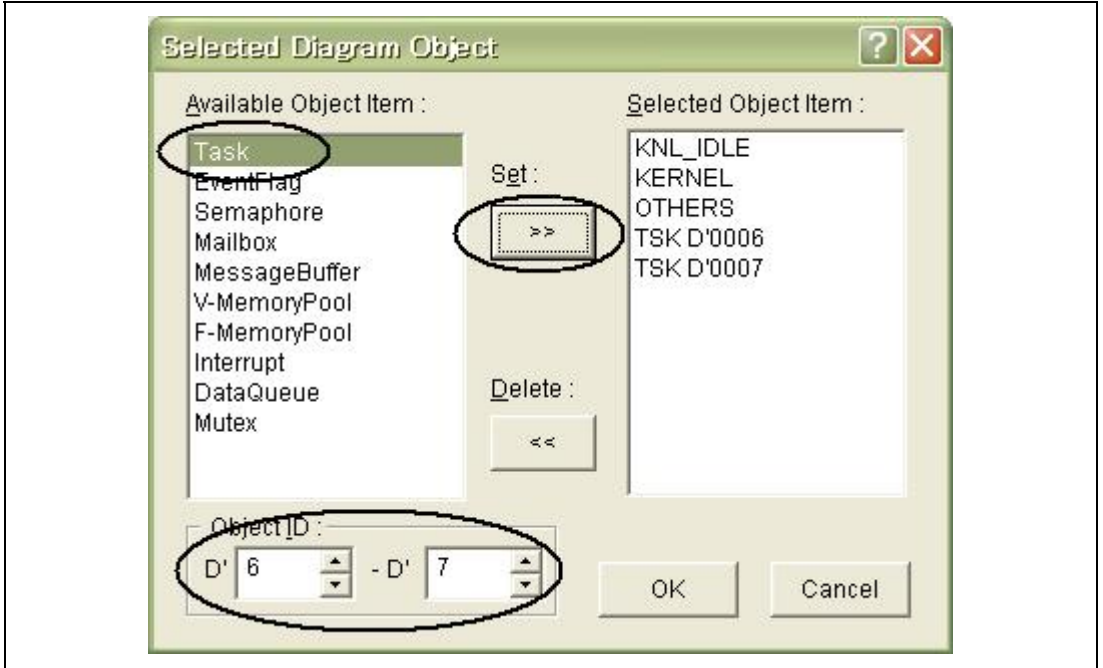 Selected Diagram Object
Available Object Item :
Task
EventFlag
Semaphore
Mailbox
MessageBuffer
V-MemoryPool
F-MemoryPool
Interrupt
DataQueue
Mutex
Set :
>>
Delete :
<<
Selected Object Item :
KNL_IDLE
KERNEL
OTHERS
TSK D'0006
TSK D'0007
Object ID :
D' 6 - D' 7
OK
Cancel